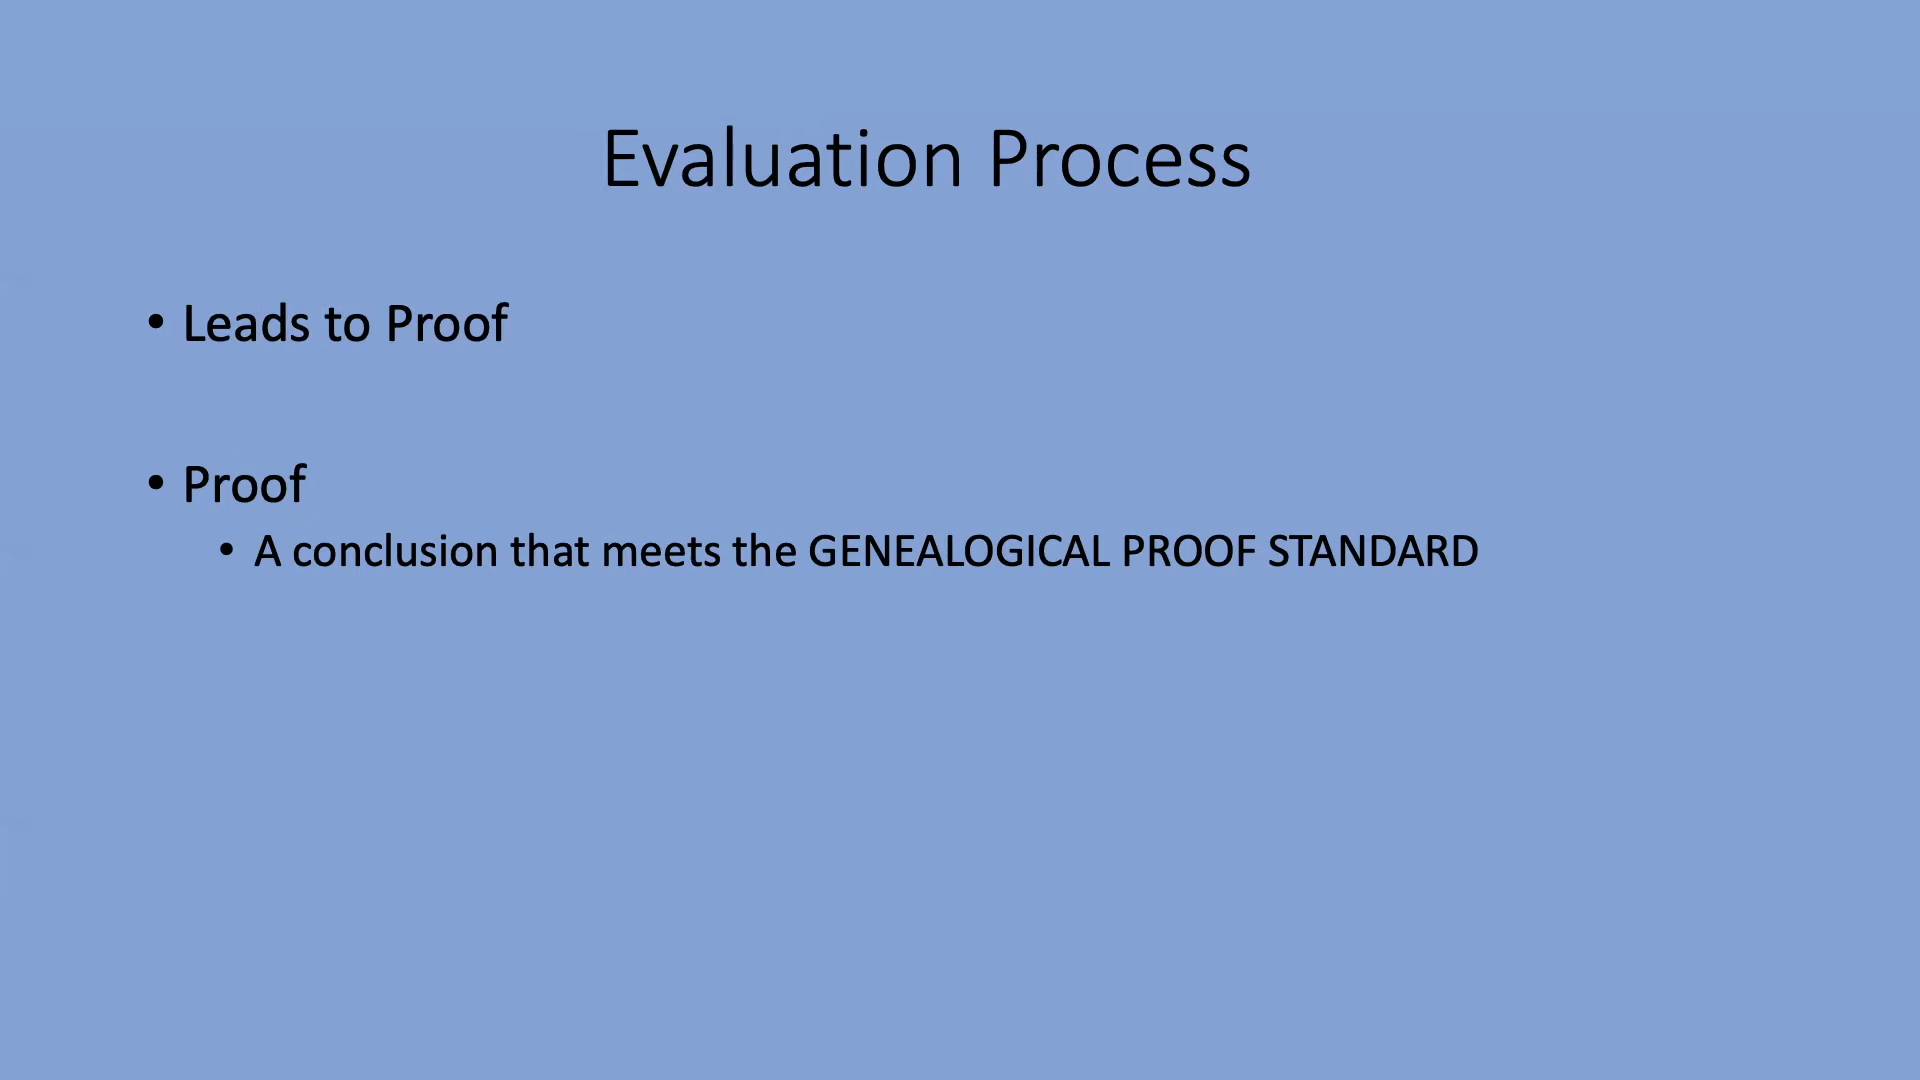 Evaluation Process
• Leads to Proof
• Proof
• A conclusion that meets the GENEALOGICAL PROOF STANDARD